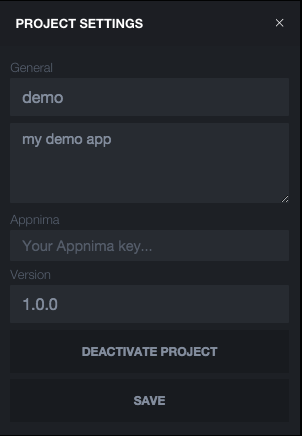 PROJECT SETTINGS
General
demo
my demo app
Appnima
Your Appnima key...
Version
1.0.0
DEACTIVATE PROJECT
SAVE